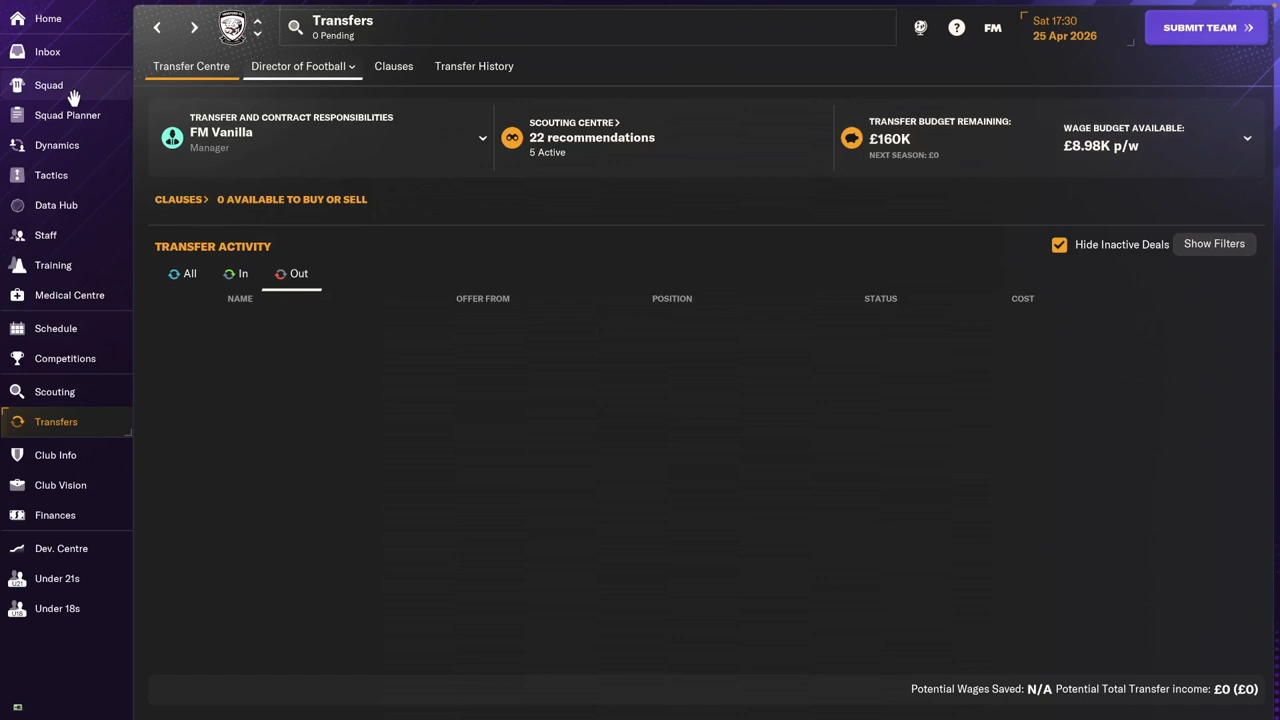 Home
Inbox
Squad
Squad Planner
Dynamics
Tactics
Data Hub
Staff
Training
Medical Centre
Schedule
Competitions
Scouting
Transfers
Club Info
Club Vision
Finances
Dev. Centre
Under 21s
Under 18s
Transfers
0 Pending
? FM
Sat 17:30
25 Apr 2026
SUBMIT TEAM
Transfer Centre Director of Football Clauses Transfer History
TRANSFER AND CONTRACT RESPONSIBILITIES
FM Vanilla
Manager
SCOUTING CENTRE
22 recommendations
5 Active
TRANSFER BUDGET REMAINING:
£160K
NEXT SEASON: £0
WAGE BUDGET AVAILABLE:
£8.98K p/w
CLAUSES 0 AVAILABLE TO BUY OR SELL
TRANSFER ACTIVITY
Hide Inactive Deals Show Filters
All In Out
NAME OFFER FROM POSITION STATUS COST
Potential Wages Saved: N/A Potential Total Transfer income: £0 (£0)